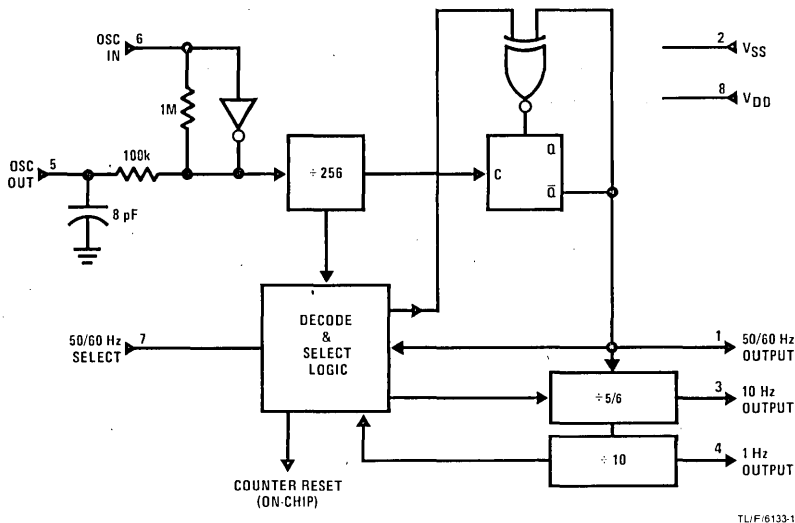 OSC
IN
6
2
VSS
1M
8
VDD
OSC
OUT
5
100k
÷ 256
C
Q
Q̅
8 pF
DECODE
&
SELECT
LOGIC
50/60 Hz
SELECT
7
1
50/60 Hz
OUTPUT
÷ 5/6
3
10 Hz
OUTPUT
÷ 10
4
1 Hz
OUTPUT
COUNTER RESET
(ON-CHIP)
TL/F/6133-1